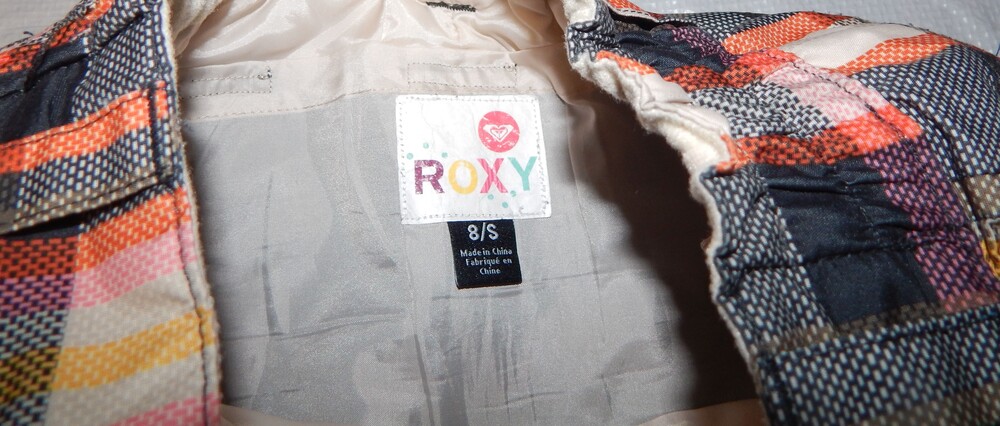 ROXY
8/S
Made in China
Fabriqué en
Chine